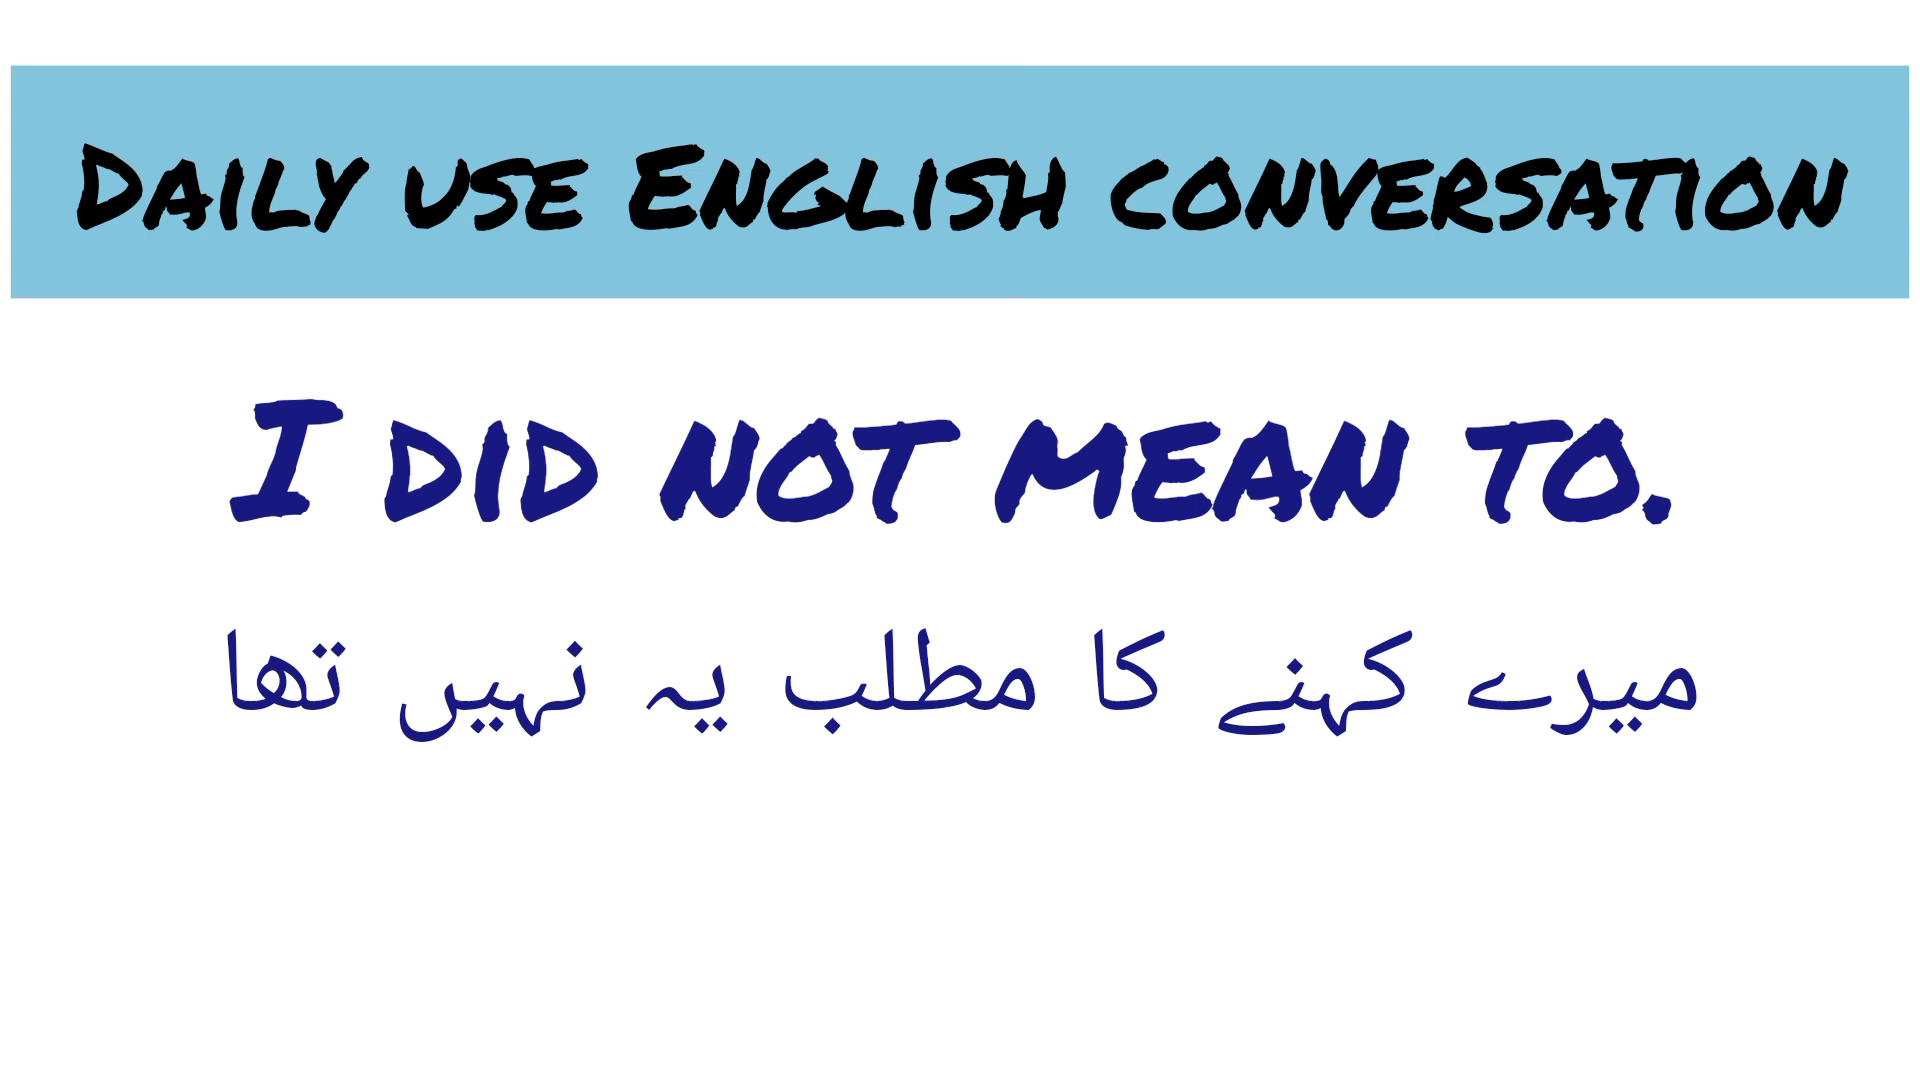 Daily use English conversation
I did not mean to.
میرے کہنے کا مطلب یہ نہیں تھا